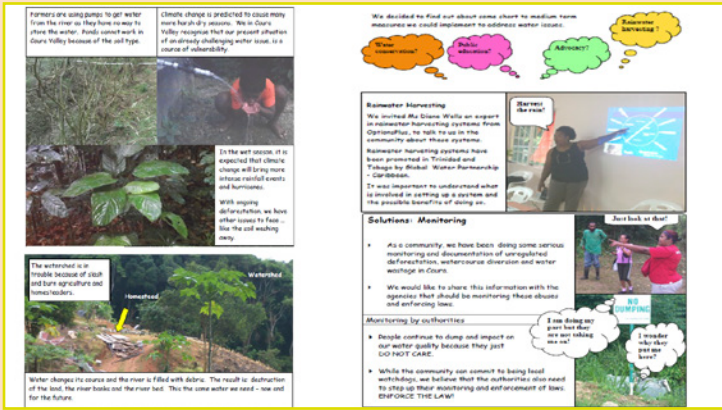 Farmers are using pumps to get water
from the river as they have no way to
store the water. Ponds cannot work in
Caura Valley because of the soil type.
Climate change is predicted to cause many
more harsh dry seasons. We in Caura
Valley recognise that our present situation
of an already challenging water issue, is a
source of vulnerability.
In the wet season, it is
expected that climate
change will bring more
intense rainfall events
and hurricanes.
With ongoing
deforestation, we have
other issues to face ...
like the soil washing
away.
The watershed is in
trouble because of slash
and burn agriculture and
homesteaders.
Homestead
Watershed
Water changes its course and the river is filled with debris. The result is: destruction
of the land, the river banks and the river bed. This the same water we need – now and
for the future.
We decided to find out about some short to medium term
measures we could implement to address water issues.
Water
conservation?
Public
education?
Advocacy?
Rainwater
harvesting ?
Rainwater Harvesting
We invited Ms Diane Wells an expert
in rainwater harvesting systems from
OptionsPlus, to talk to us in the
community about these systems.
Rainwater harvesting systems have
been promoted in Trinidad and
Tobago by Global Water Partnership
– Caribbean.
It was important to understand what
is involved in setting up a system and
the possible benefits of doing so.
Harvest
the rain?
Solutions: Monitoring
As a community, we have been doing some serious
monitoring and documentation of unregulated
deforestation, watercourse diversion and water
wastage in Caura.
We would like to share this information with the
agencies that should be monitoring these abuses
and enforcing laws.
Just look at that!
Monitoring by authorities
People continue to dump and impact on
our water quality because they just
DO NOT CARE.
While the community can commit to being local
watchdogs, we believe that the authorities also need
to step up their monitoring and enforcement of laws.
ENFORCE THE LAW!
NO
DUMPING
I am doing my
part but they
are not taking
me on!
I wonder
why they
put me
here?